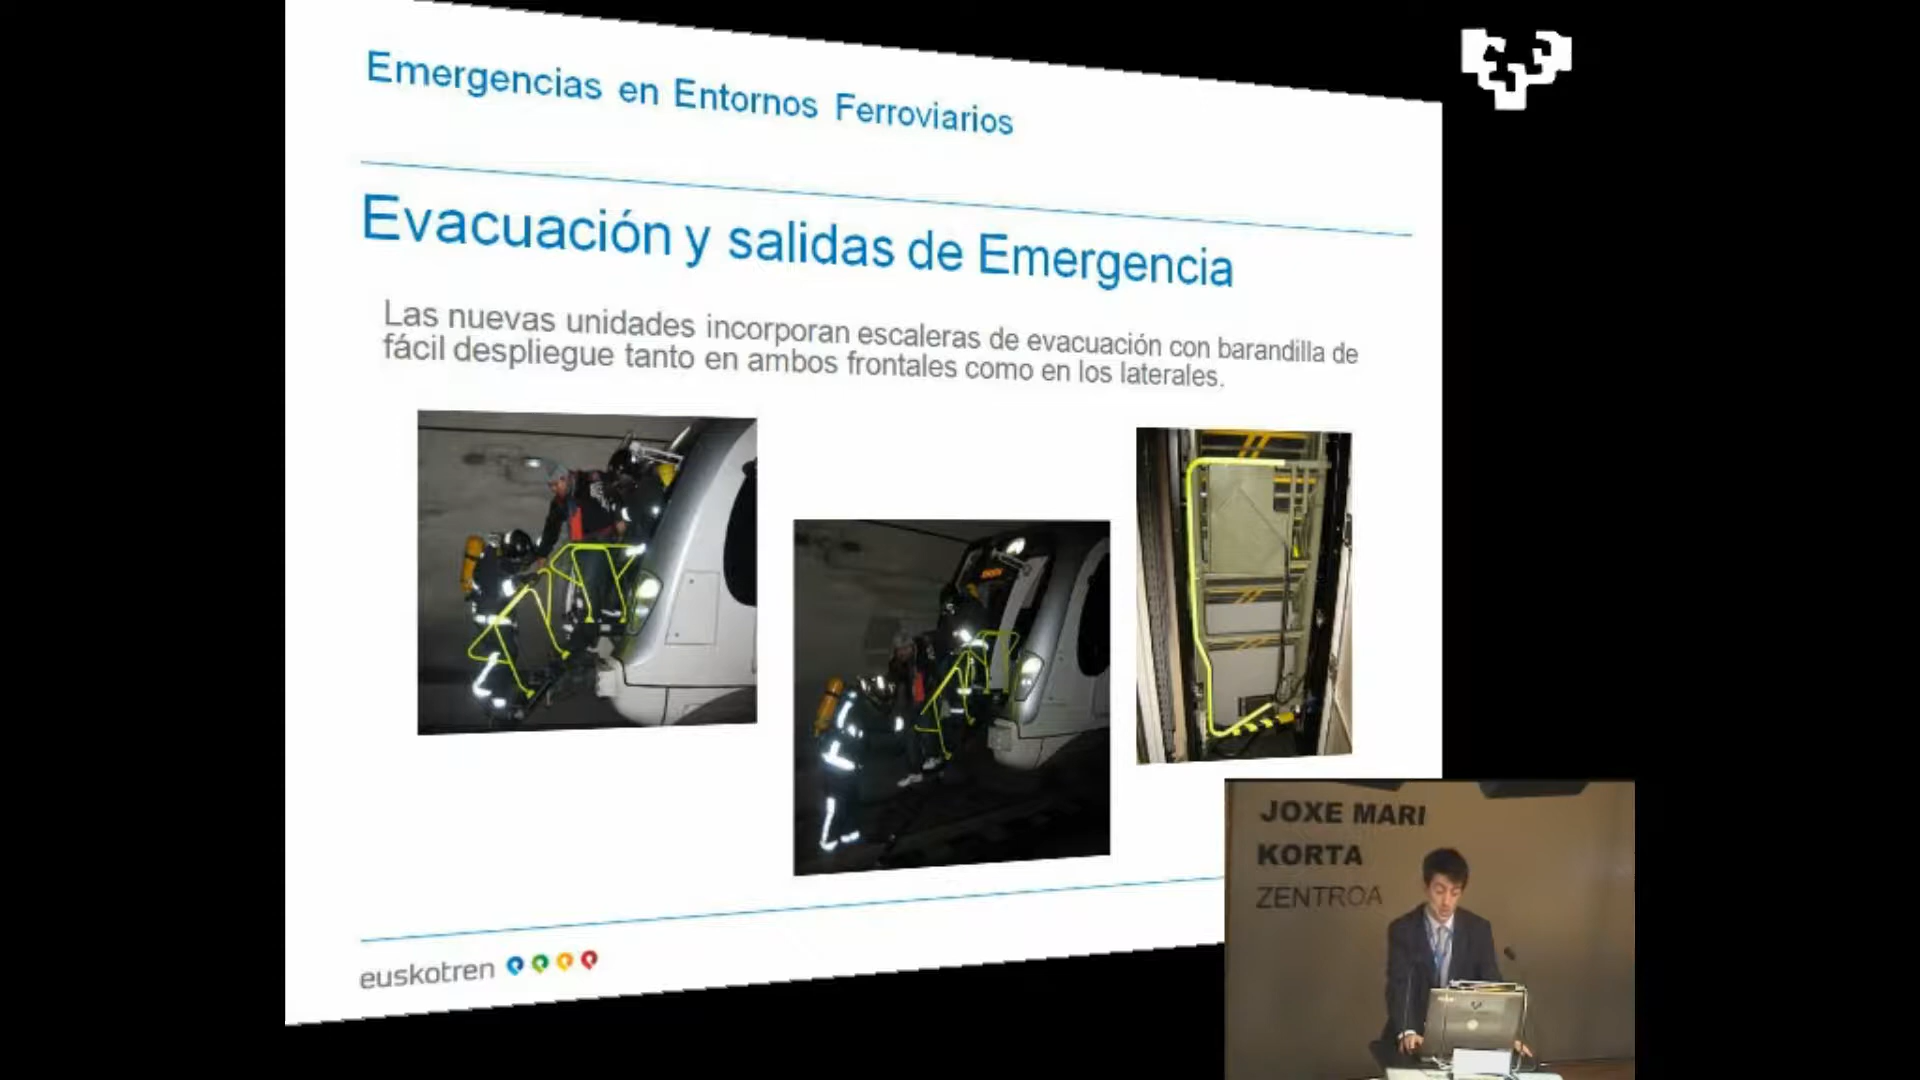 Emergencias en Entornos Ferroviarios
Evacuación y salidas de Emergencia
Las nuevas unidades incorporan escaleras de evacuación con barandilla de
fácil despliegue tanto en ambos frontales como en los laterales.
euskotren
JOXE MARI
KORTA
ZENTROA